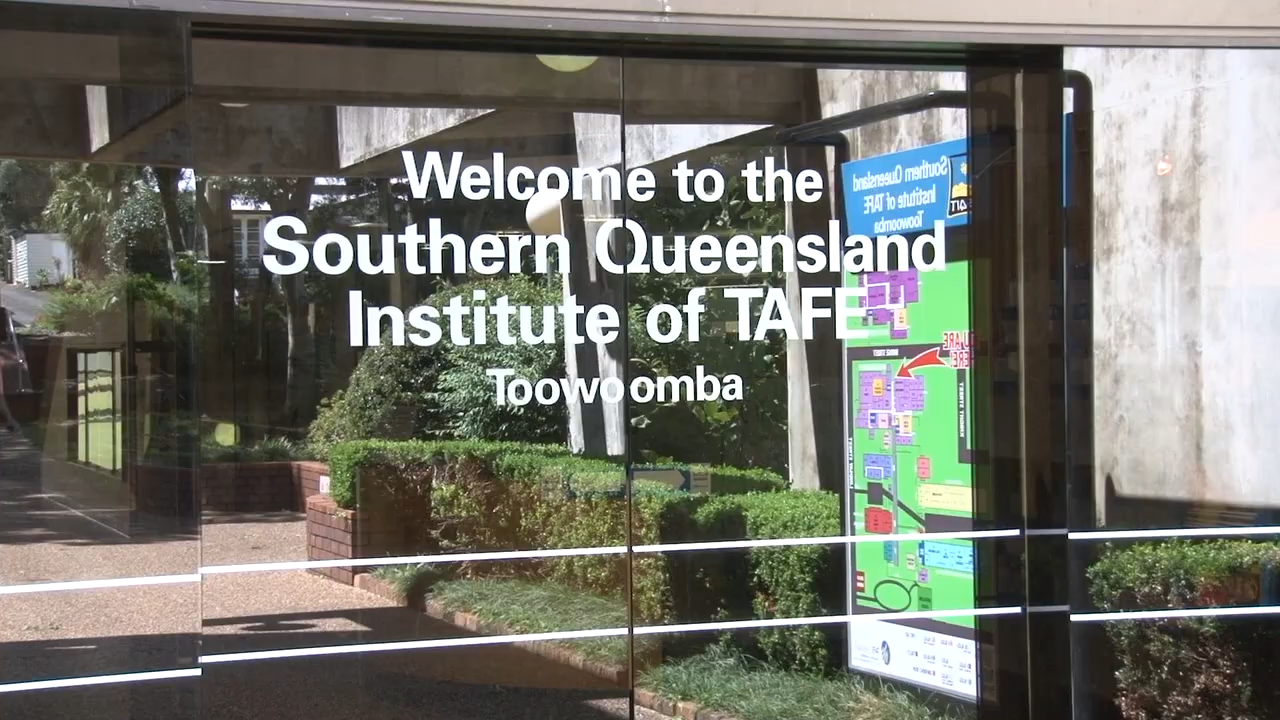 Welcome to the
Southern Queensland
Institute of TAFE
Toowoomba
Southern Queensland
Institute of TAFE
Toowoomba